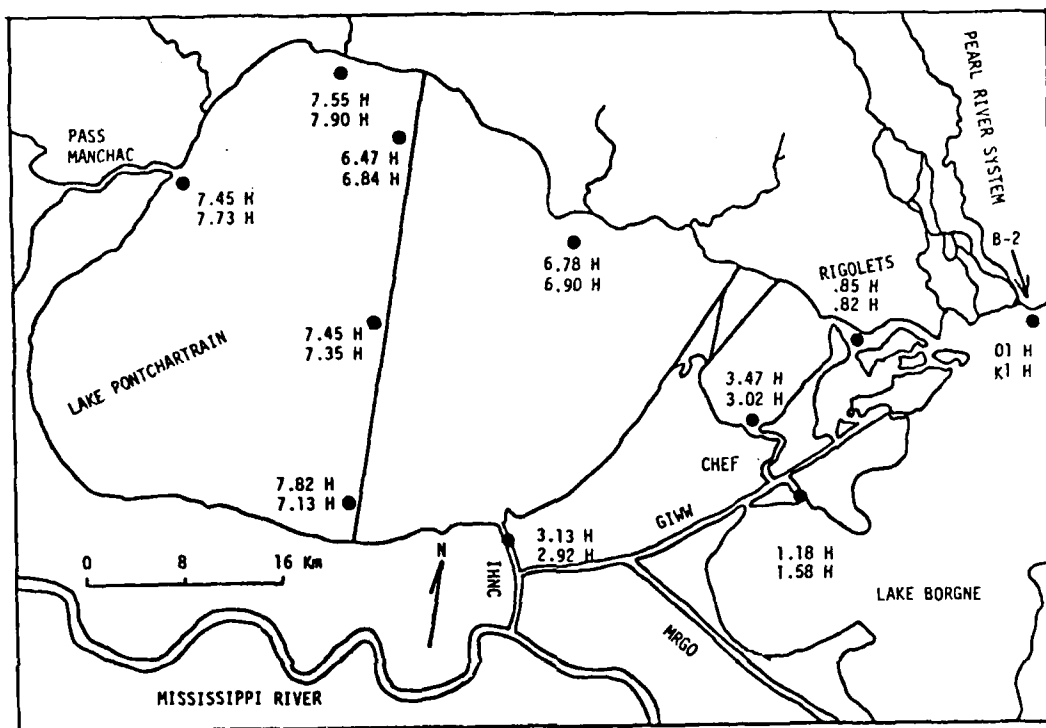 PEARL RIVER SYSTEM
7.55 H
7.90 H
PASS
MANCHAC
6.47 H
6.84 H
7.45 H
7.73 H
B-2
6.78 H
6.90 H
RIGOLETS
.85 H
.82 H
7.45 H
7.35 H
01 H
K1 H
LAKE PONTCHARTRAIN
3.47 H
3.02 H
CHEF
7.82 H
7.13 H
GIWW
3.13 H
2.92 H
N
0 8 16 Km
IHNC
1.18 H
1.58 H
LAKE BORGNE
MRGO
MISSISSIPPI RIVER